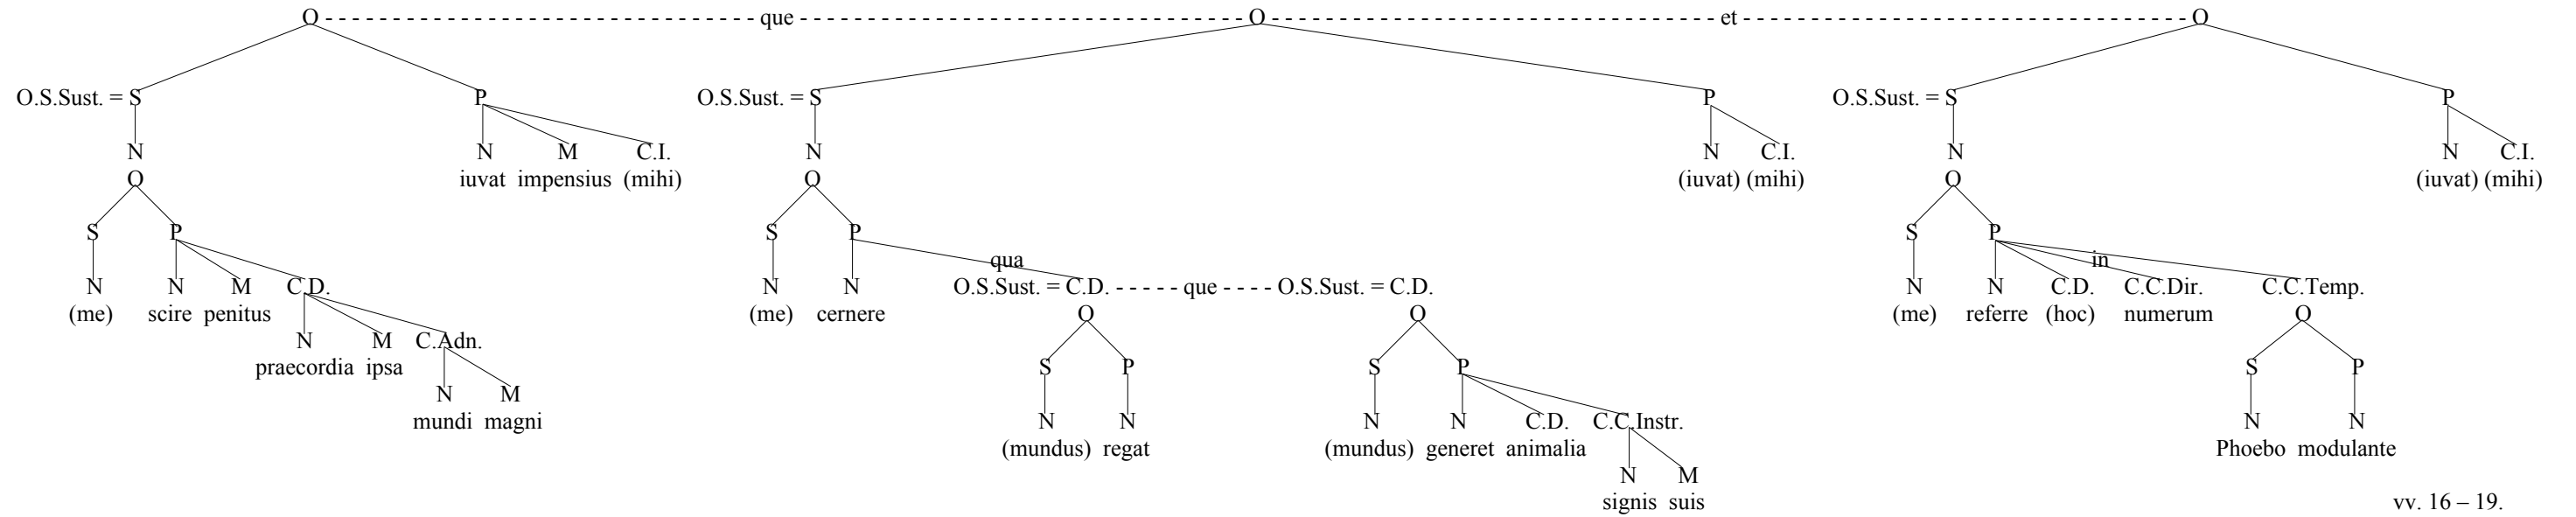 O - - - que - - - O - - - et - - - O
O.S.Sust. = S P O.S.Sust. = S P O.S.Sust. = S P
N N M C.I. N N C.I. N N C.I.
O iuvat impensius (mihi) O (iuvat) (mihi) O (iuvat) (mihi)
S P S P S P
qua in
N N M C.D. N N O.S.Sust. = C.D. - - - - - que - - - - O.S.Sust. = C.D. N N C.D. C.C.Dir. C.C.Temp.
(me) scire penitus (me) cernere O O (me) referre (hoc) numerum O
N M C.Adn. S P S P S P
praecordia ipsa
N M N N N N C.D. C.C.Instr. N N
mundi magni (mundus) regat (mundus) generet animalia Phoebo modulante
N M
signis suis
vv. 16 – 19.